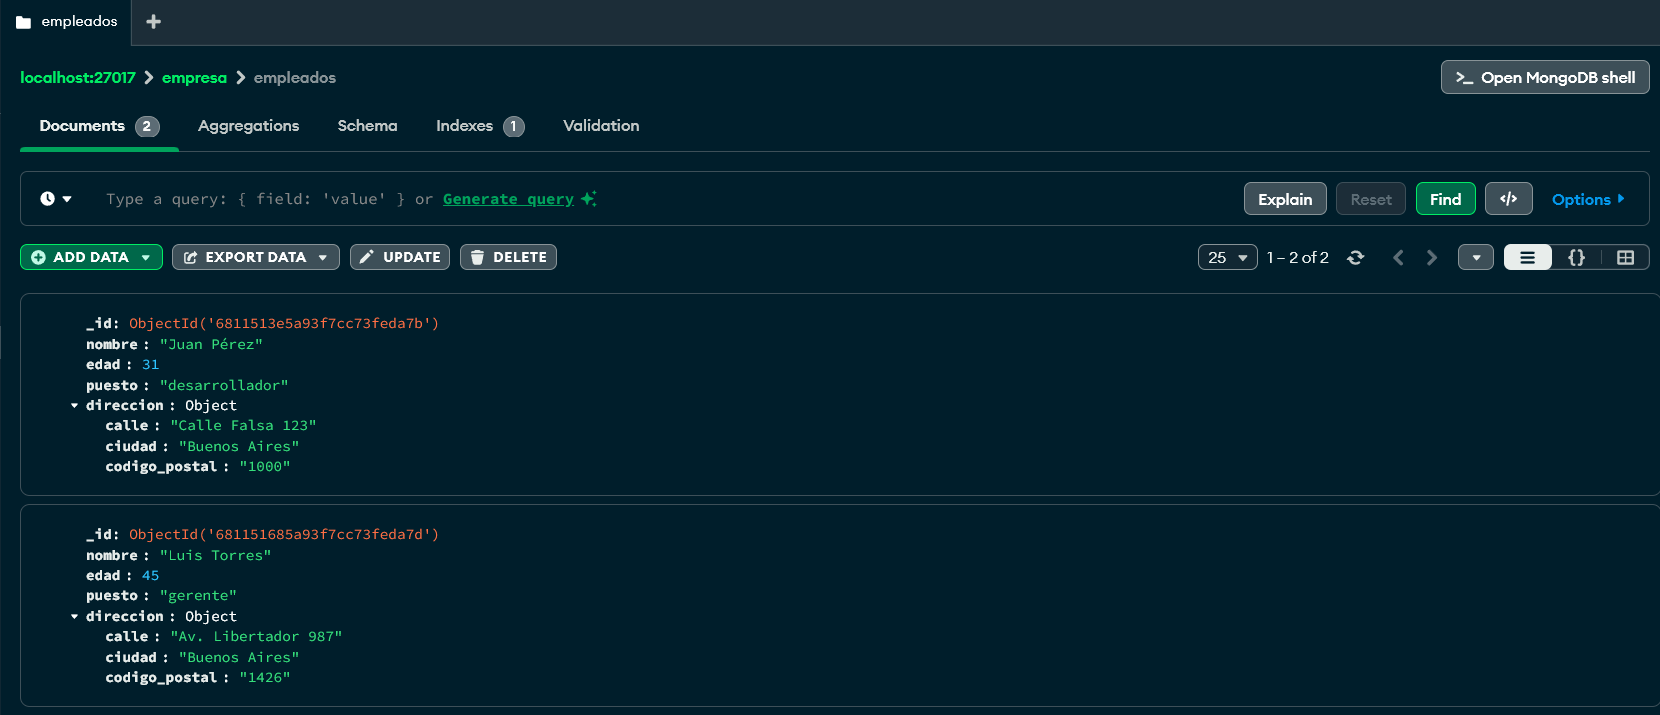 empleados
localhost:27017 > empresa > empleados
>_ Open MongoDB shell
Documents 2 Aggregations Schema Indexes 1 Validation
Type a query: { field: 'value' } or Generate query
Explain Reset Find </> Options
ADD DATA EXPORT DATA UPDATE DELETE
25 1 – 2 of 2 {}
_id: ObjectId('6811513e5a93f7cc73feda7b')
nombre : "Juan Pérez"
edad : 31
puesto : "desarrollador"
direccion : Object
calle : "Calle Falsa 123"
ciudad : "Buenos Aires"
codigo_postal : "1000"
_id: ObjectId('681151685a93f7cc73feda7d')
nombre : "Luis Torres"
edad : 45
puesto : "gerente"
direccion : Object
calle : "Av. Libertador 987"
ciudad : "Buenos Aires"
codigo_postal : "1426"